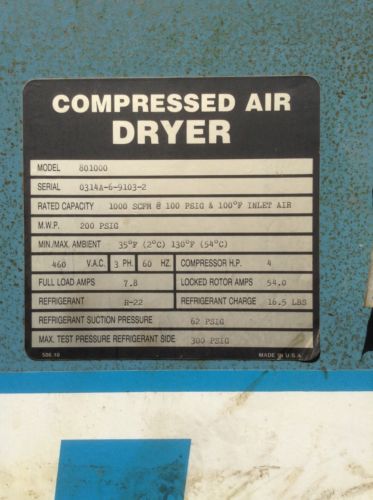 COMPRESSED AIR
DRYER
MODEL 801000
SERIAL 0314A-6-9103-2
RATED CAPACITY 1000 SCFM @ 100 PSIG & 100°F INLET AIR
M.W.P. 200 PSIG
MIN./MAX. AMBIENT 35°F (2°C) 130°F (54°C)
460 V.A.C. 3 PH. 60 HZ. COMPRESSOR H.P. 4
FULL LOAD AMPS 7.8 LOCKED ROTOR AMPS 54.0
REFRIGERANT R-22 REFRIGERANT CHARGE 16.5 LBS
REFRIGERANT SUCTION PRESSURE 62 PSIG
MAX. TEST PRESSURE REFRIGERANT SIDE 300 PSIG
MADE IN U.S.A.